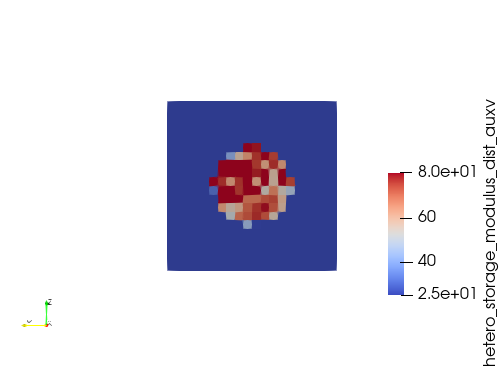 8.0e+01
60
40
2.5e+01
hetero_storage_modulus_dist_auxv
Z